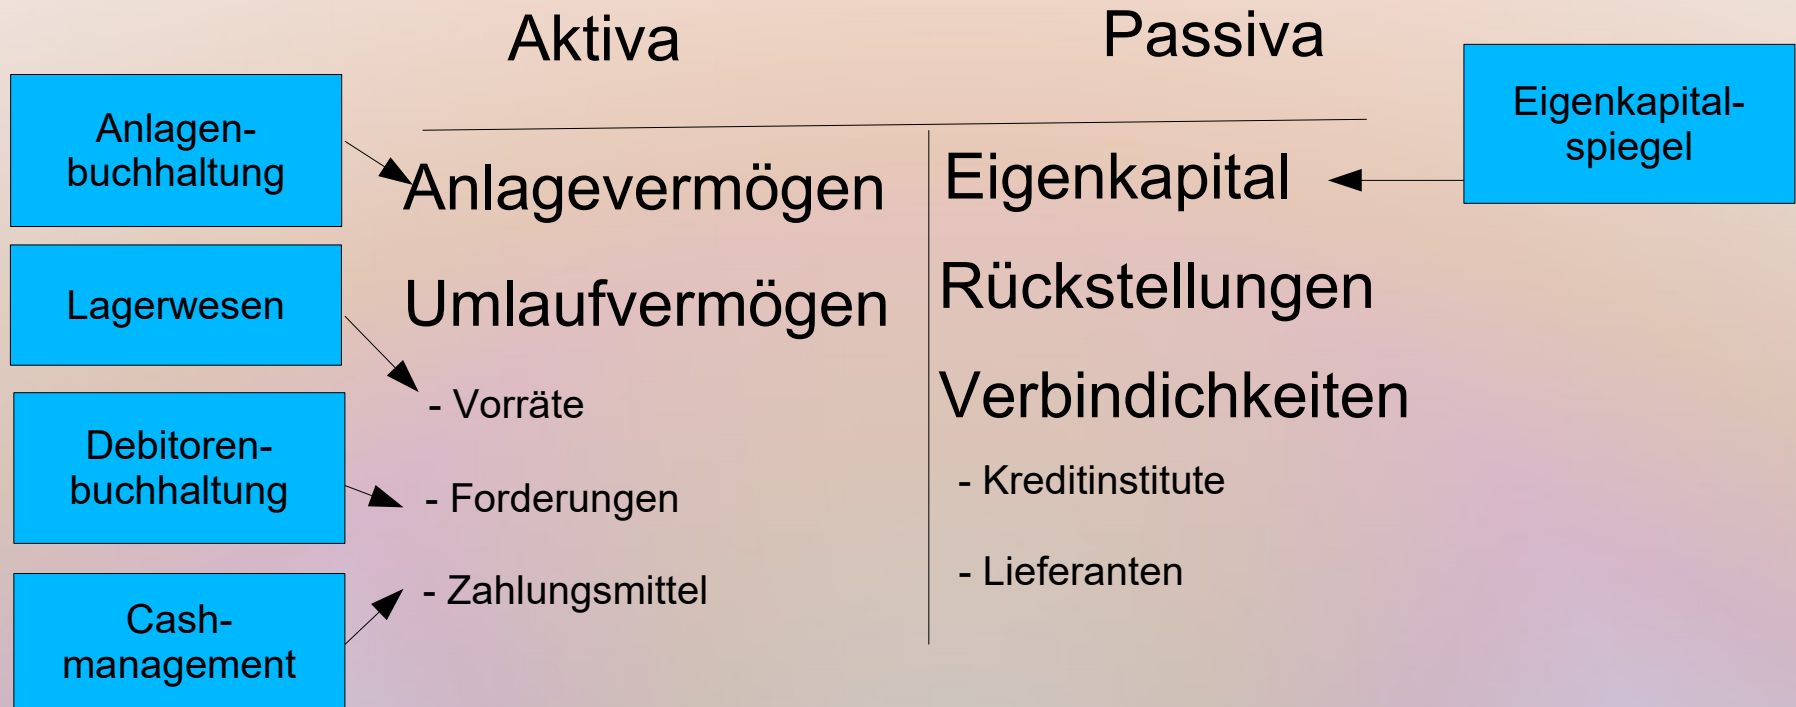 Aktiva
Passiva
Anlagen-
buchhaltung
Eigenkapital-
spiegel
Anlagevermögen
Eigenkapital
Lagerwesen
Umlaufvermögen
Rückstellungen
- Vorräte
Verbindichkeiten
Debitoren-
buchhaltung
- Forderungen
- Kreditinstitute
- Zahlungsmittel
- Lieferanten
Cash-
management